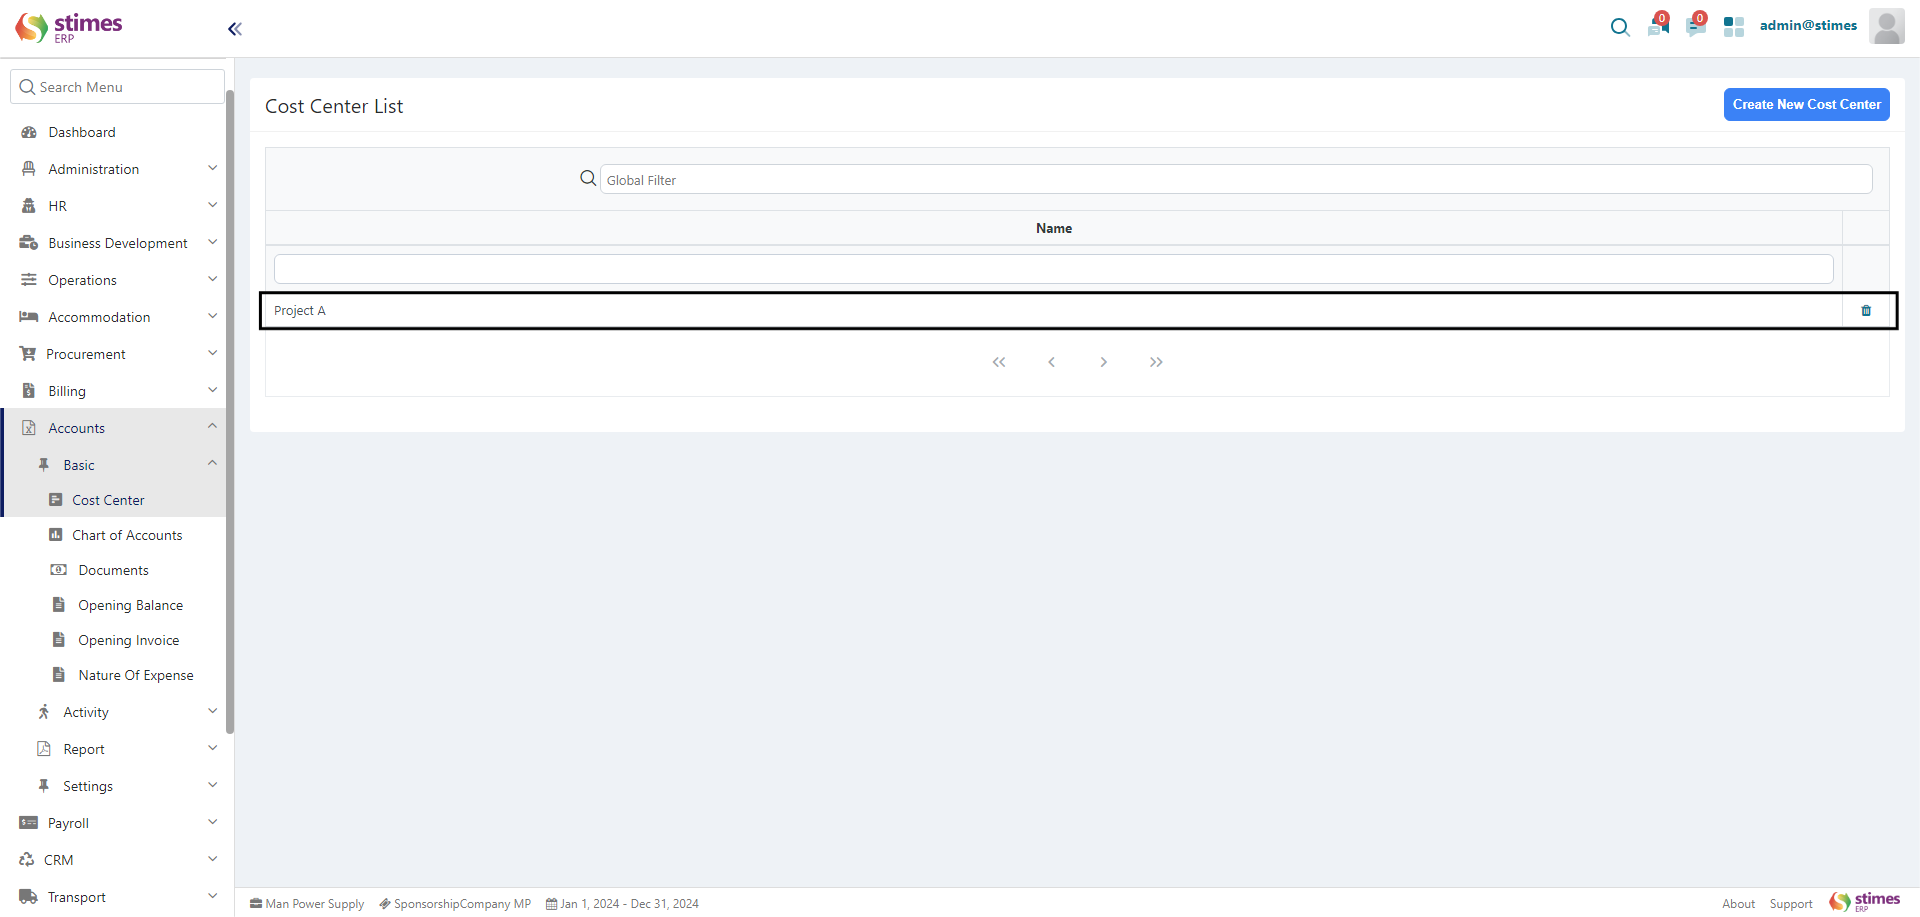 stimes
ERP
0
0
admin@stimes
Search Menu
Dashboard
Administration
HR
Business Development
Operations
Accommodation
Procurement
Billing
Accounts
Basic
Cost Center
Chart of Accounts
Documents
Opening Balance
Opening Invoice
Nature Of Expense
Activity
Report
Settings
Payroll
CRM
Transport
Cost Center List
Create New Cost Center
Global Filter
Name
Project A
Man Power Supply
SponsorshipCompany MP
Jan 1, 2024 - Dec 31, 2024
About
Support
stimes
ERP